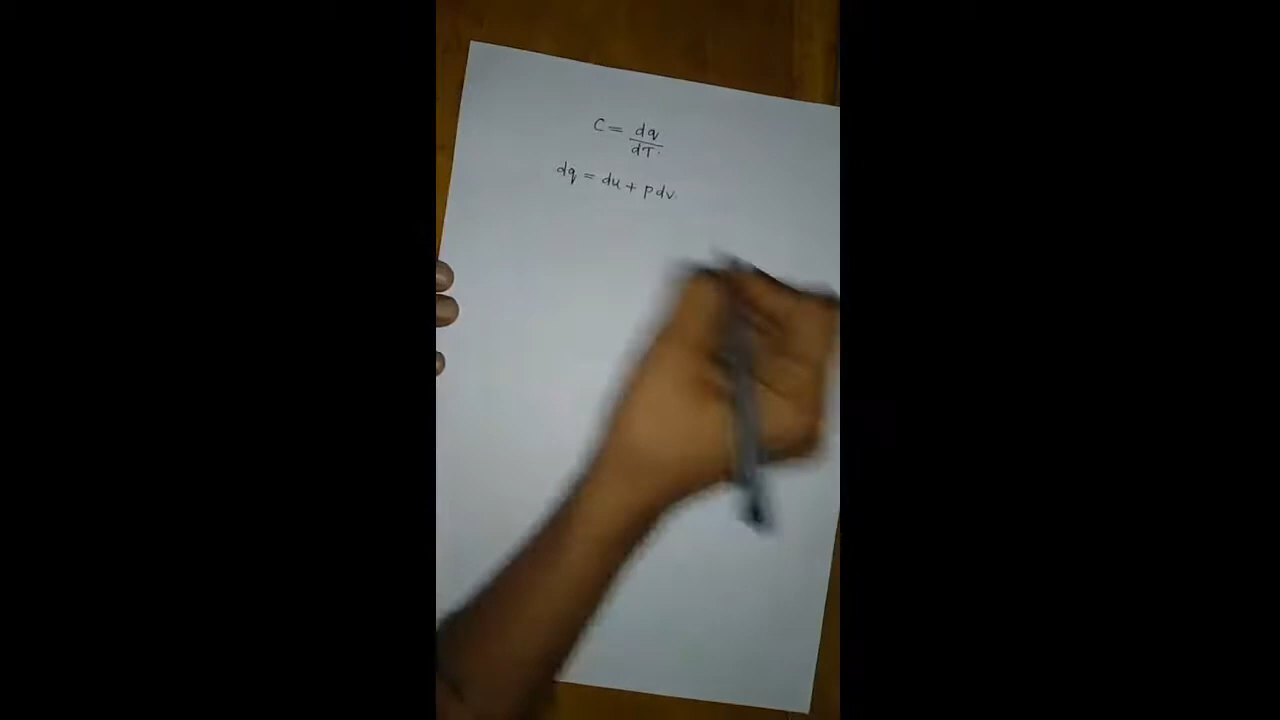 C = dq/dT.
dq = du + pdv.